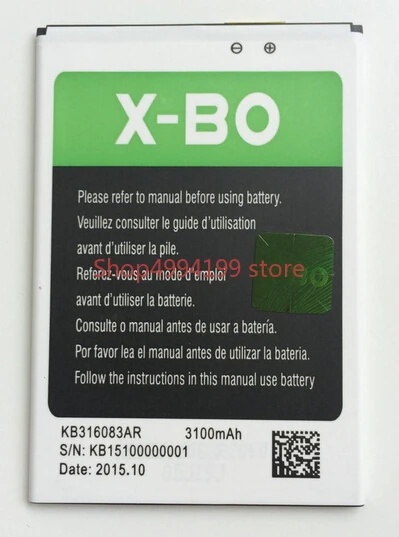 ⊖ ⊕
X-BO
Please refer to manual before using battery.
Veuillez consulter le guide d'utilisation
avant d'utiliser la pile.
Shop4994199 store
Referez-vous au mode d'emploi
avant d'utiliser la batterie.
BO
Consulte o manual antes de usar a batería.
Por favor lea el manual antes de utilizar la bateria.
Follow the instructions in this manual use battery
KB316083AR 3100mAh
S/N: KB15100000001
Date: 2015.10